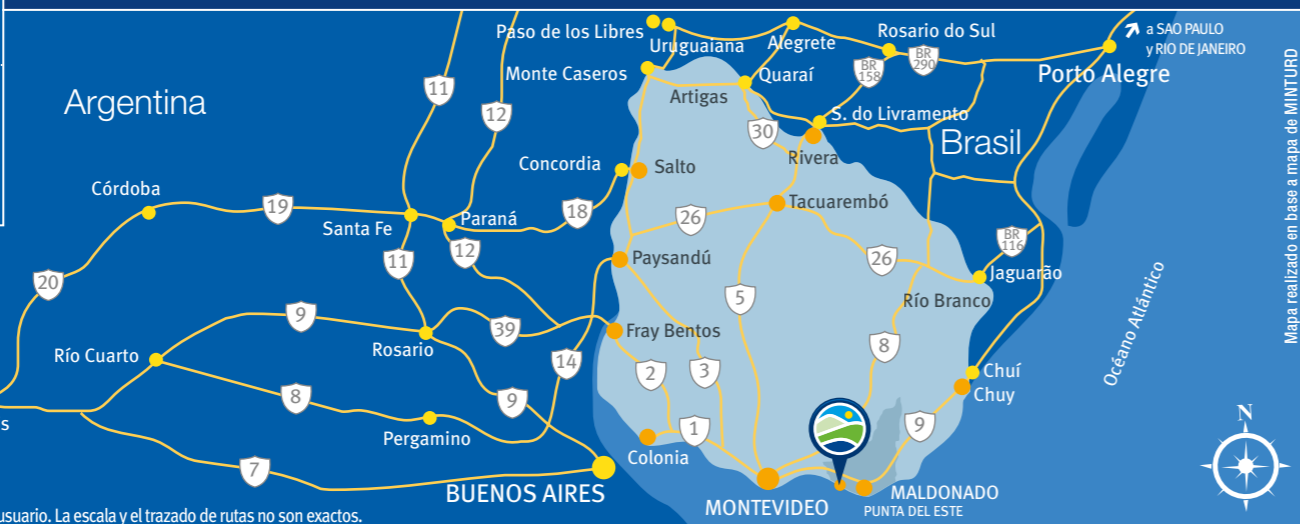 Paso de los Libres
Uruguaiana
Alegrete
Rosario do Sul
a SAO PAULO
y RIO DE JANEIRO
BR
158
BR
290
Porto Alegre
Monte Caseros
Quaraí
Artigas
11
12
Argentina
30
S. do Livramento
Brasil
Rivera
Concordia
Salto
Córdoba
19
Santa Fe
Paraná
18
26
Tacuarembó
11
12
Paysandú
26
BR
116
Jaguarão
20
9
39
5
Río Branco
Océano Atlántico
Fray Bentos
Río Cuarto
Rosario
14
2
3
8
Chuí
Chuy
8
9
Pergamino
1
9
Colonia
7
BUENOS AIRES
MONTEVIDEO
MALDONADO
PUNTA DEL ESTE
N
s
usuario. La escala y el trazado de rutas no son exactos.
Mapa realizado en base a mapa de MINTURD